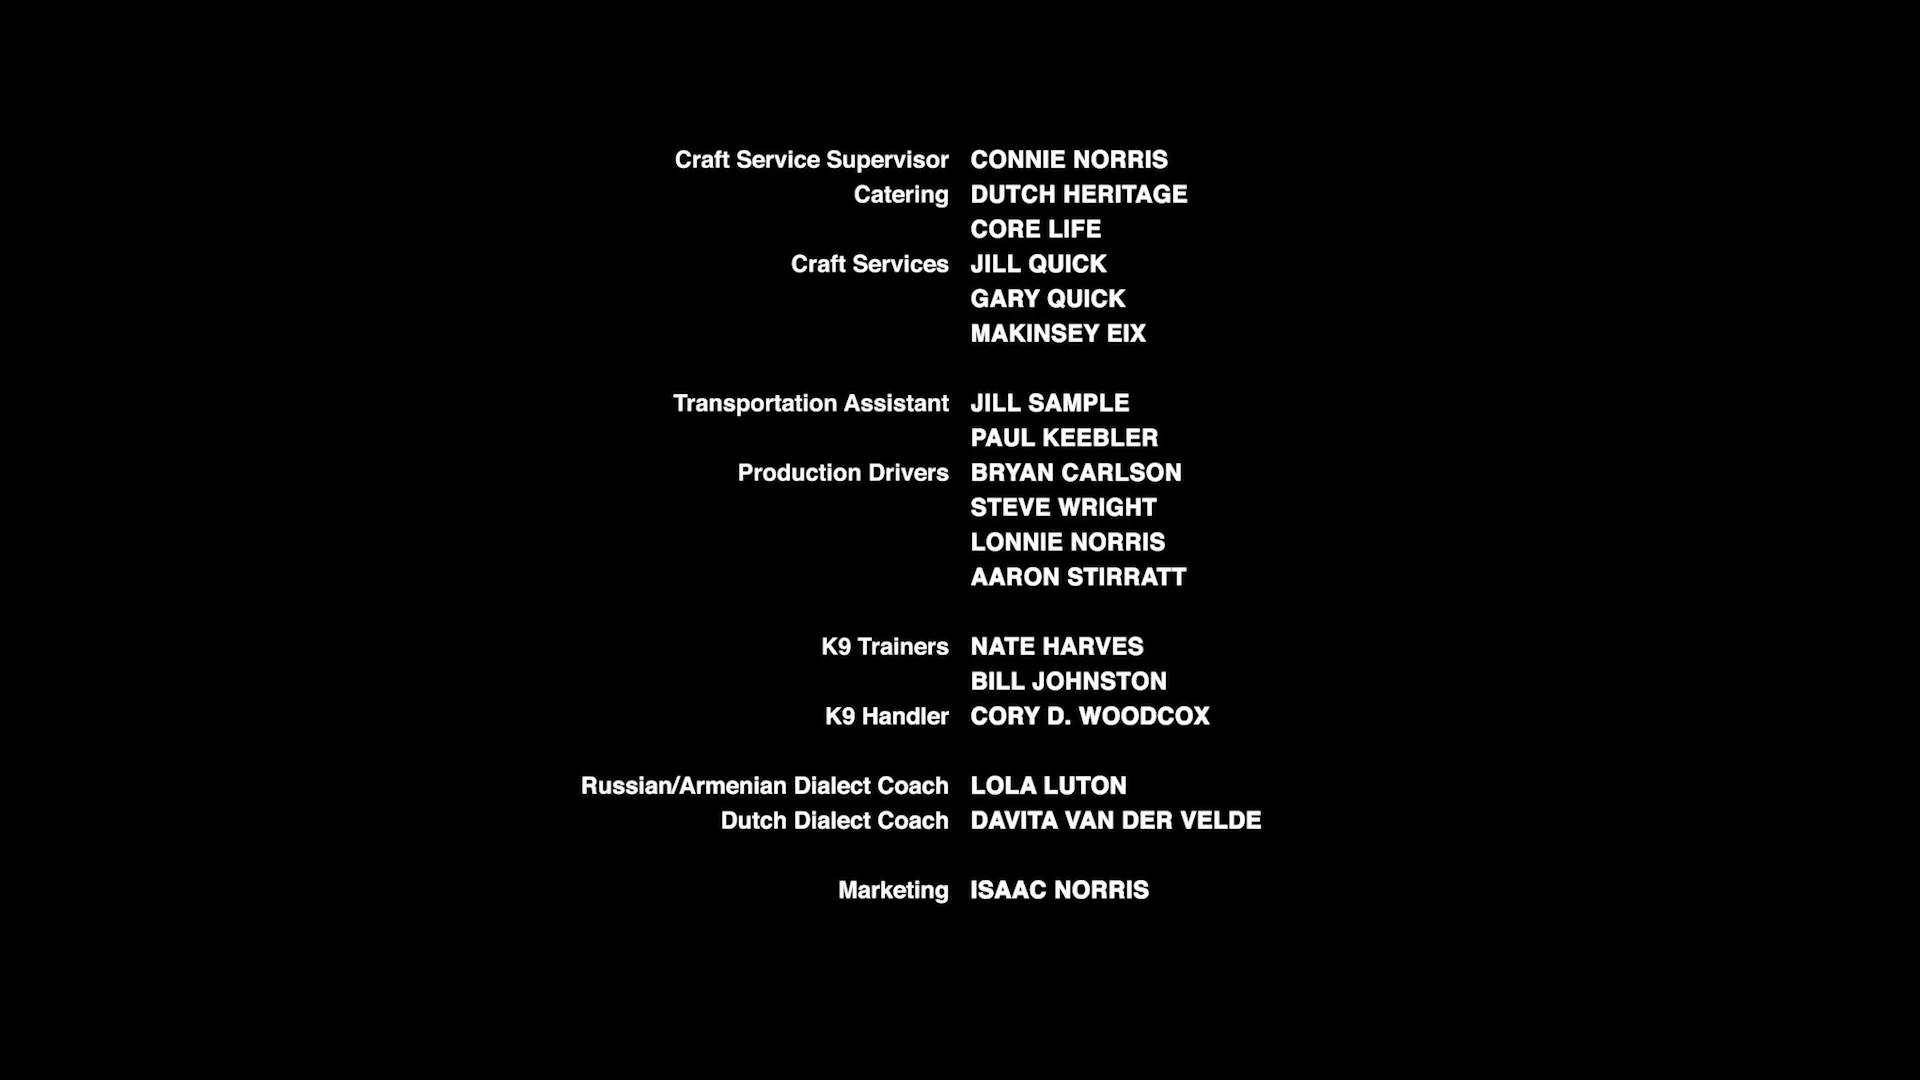 Craft Service Supervisor CONNIE NORRIS
Catering DUTCH HERITAGE
CORE LIFE
Craft Services JILL QUICK
GARY QUICK
MAKINSEY EIX
Transportation Assistant JILL SAMPLE
PAUL KEEBLER
Production Drivers BRYAN CARLSON
STEVE WRIGHT
LONNIE NORRIS
AARON STIRRATT
K9 Trainers NATE HARVES
BILL JOHNSTON
K9 Handler CORY D. WOODCOX
Russian/Armenian Dialect Coach LOLA LUTON
Dutch Dialect Coach DAVITA VAN DER VELDE
Marketing ISAAC NORRIS